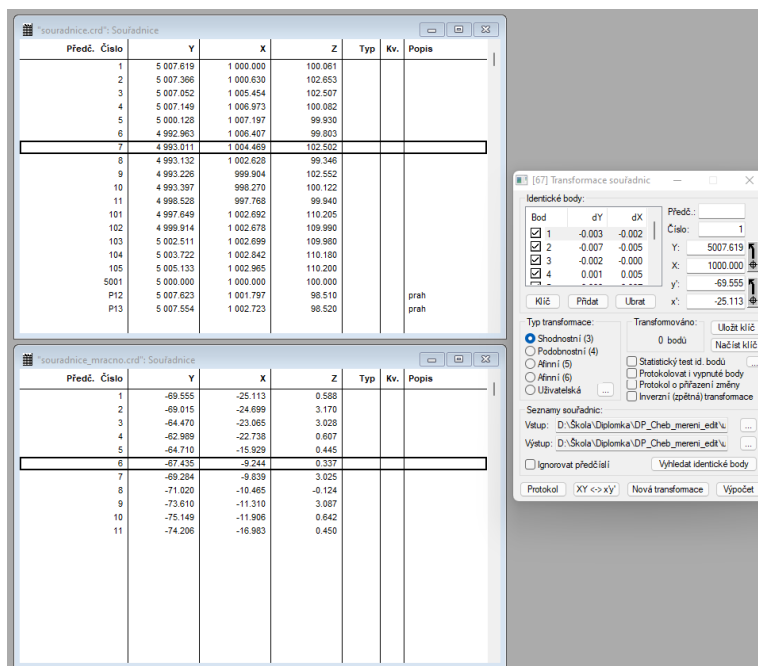 "souradnice.crd": Souřadnice
Předč. Číslo Y X Z Typ Kv. Popis
1 5 007.619 1 000.000 100.061
2 5 007.366 1 000.630 102.653
3 5 007.052 1 005.454 102.507
4 5 007.149 1 006.973 100.082
5 5 000.128 1 007.197 99.930
6 4 992.963 1 006.407 99.803
7 4 993.011 1 004.469 102.502
8 4 993.132 1 002.628 99.346
9 4 993.226 999.904 102.552
10 4 993.397 998.270 100.122
11 4 998.528 997.768 99.940
101 4 997.649 1 002.692 110.205
102 4 999.914 1 002.678 109.990
103 5 002.511 1 002.699 109.980
104 5 003.722 1 002.842 110.180
105 5 005.133 1 002.965 110.200
5001 5 000.000 1 000.000 100.000
P12 5 007.623 1 001.797 98.510 prah
P13 5 007.554 1 002.723 98.520 prah
"souradnice_mracno.crd": Souřadnice
Předč. Číslo Y X Z Typ Kv. Popis
1 -69.555 -25.113 0.588
2 -69.015 -24.699 3.170
3 -64.470 -23.065 3.028
4 -62.989 -22.738 0.607
5 -64.710 -15.929 0.445
6 -67.435 -9.244 0.337
7 -69.284 -9.839 3.025
8 -71.020 -10.465 -0.124
9 -73.610 -11.310 3.087
10 -75.149 -11.906 0.642
11 -74.206 -16.983 0.450
[67] Transformace souřadnic
Identické body:
Bod dY dX
1 -0.003 -0.002
2 -0.007 -0.005
3 -0.002 -0.000
4 0.001 0.005
Předč.:
Číslo: 1
Y: 5007.619
X: 1000.000
y': -69.555
x': -25.113
Klíč Přidat Ubrat
Typ transformace:
Shodnostní (3)
Podobnostní (4)
Afinní (5)
Afinní (6)
Uživatelská ...
Transformováno:
0 bodů
Uložit klíč
Načíst klíč
Statistický test id. bodů ...
Protokolovat i vypnuté body
Protokol o přiřazení změny
Inverzní (zpětná) transformace
Seznamy souřadnic:
Vstup: D:\Škola\Diplomka\DP_Cheb_mereni_edit\u ...
Výstup: D:\Škola\Diplomka\DP_Cheb_mereni_edit\u ...
Ignorovat předčíslí Vyhledat identické body
Protokol XY <-> x'y' Nová transformace Výpočet